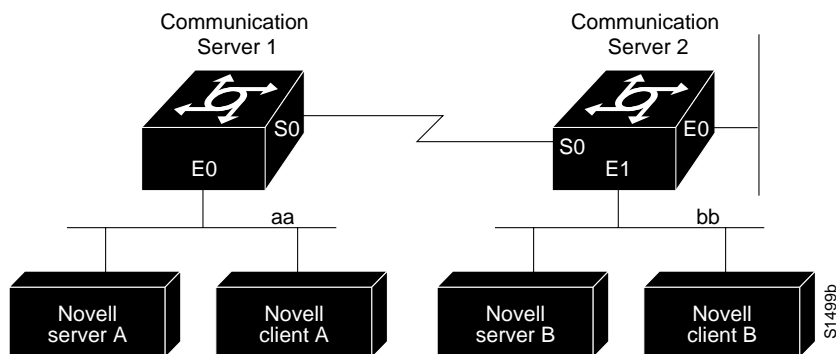 Communication
Server 1
Communication
Server 2
S0
E0
E0
S0
E1
aa
bb
Novell
server A
Novell
client A
Novell
server B
Novell
client B
S1499b